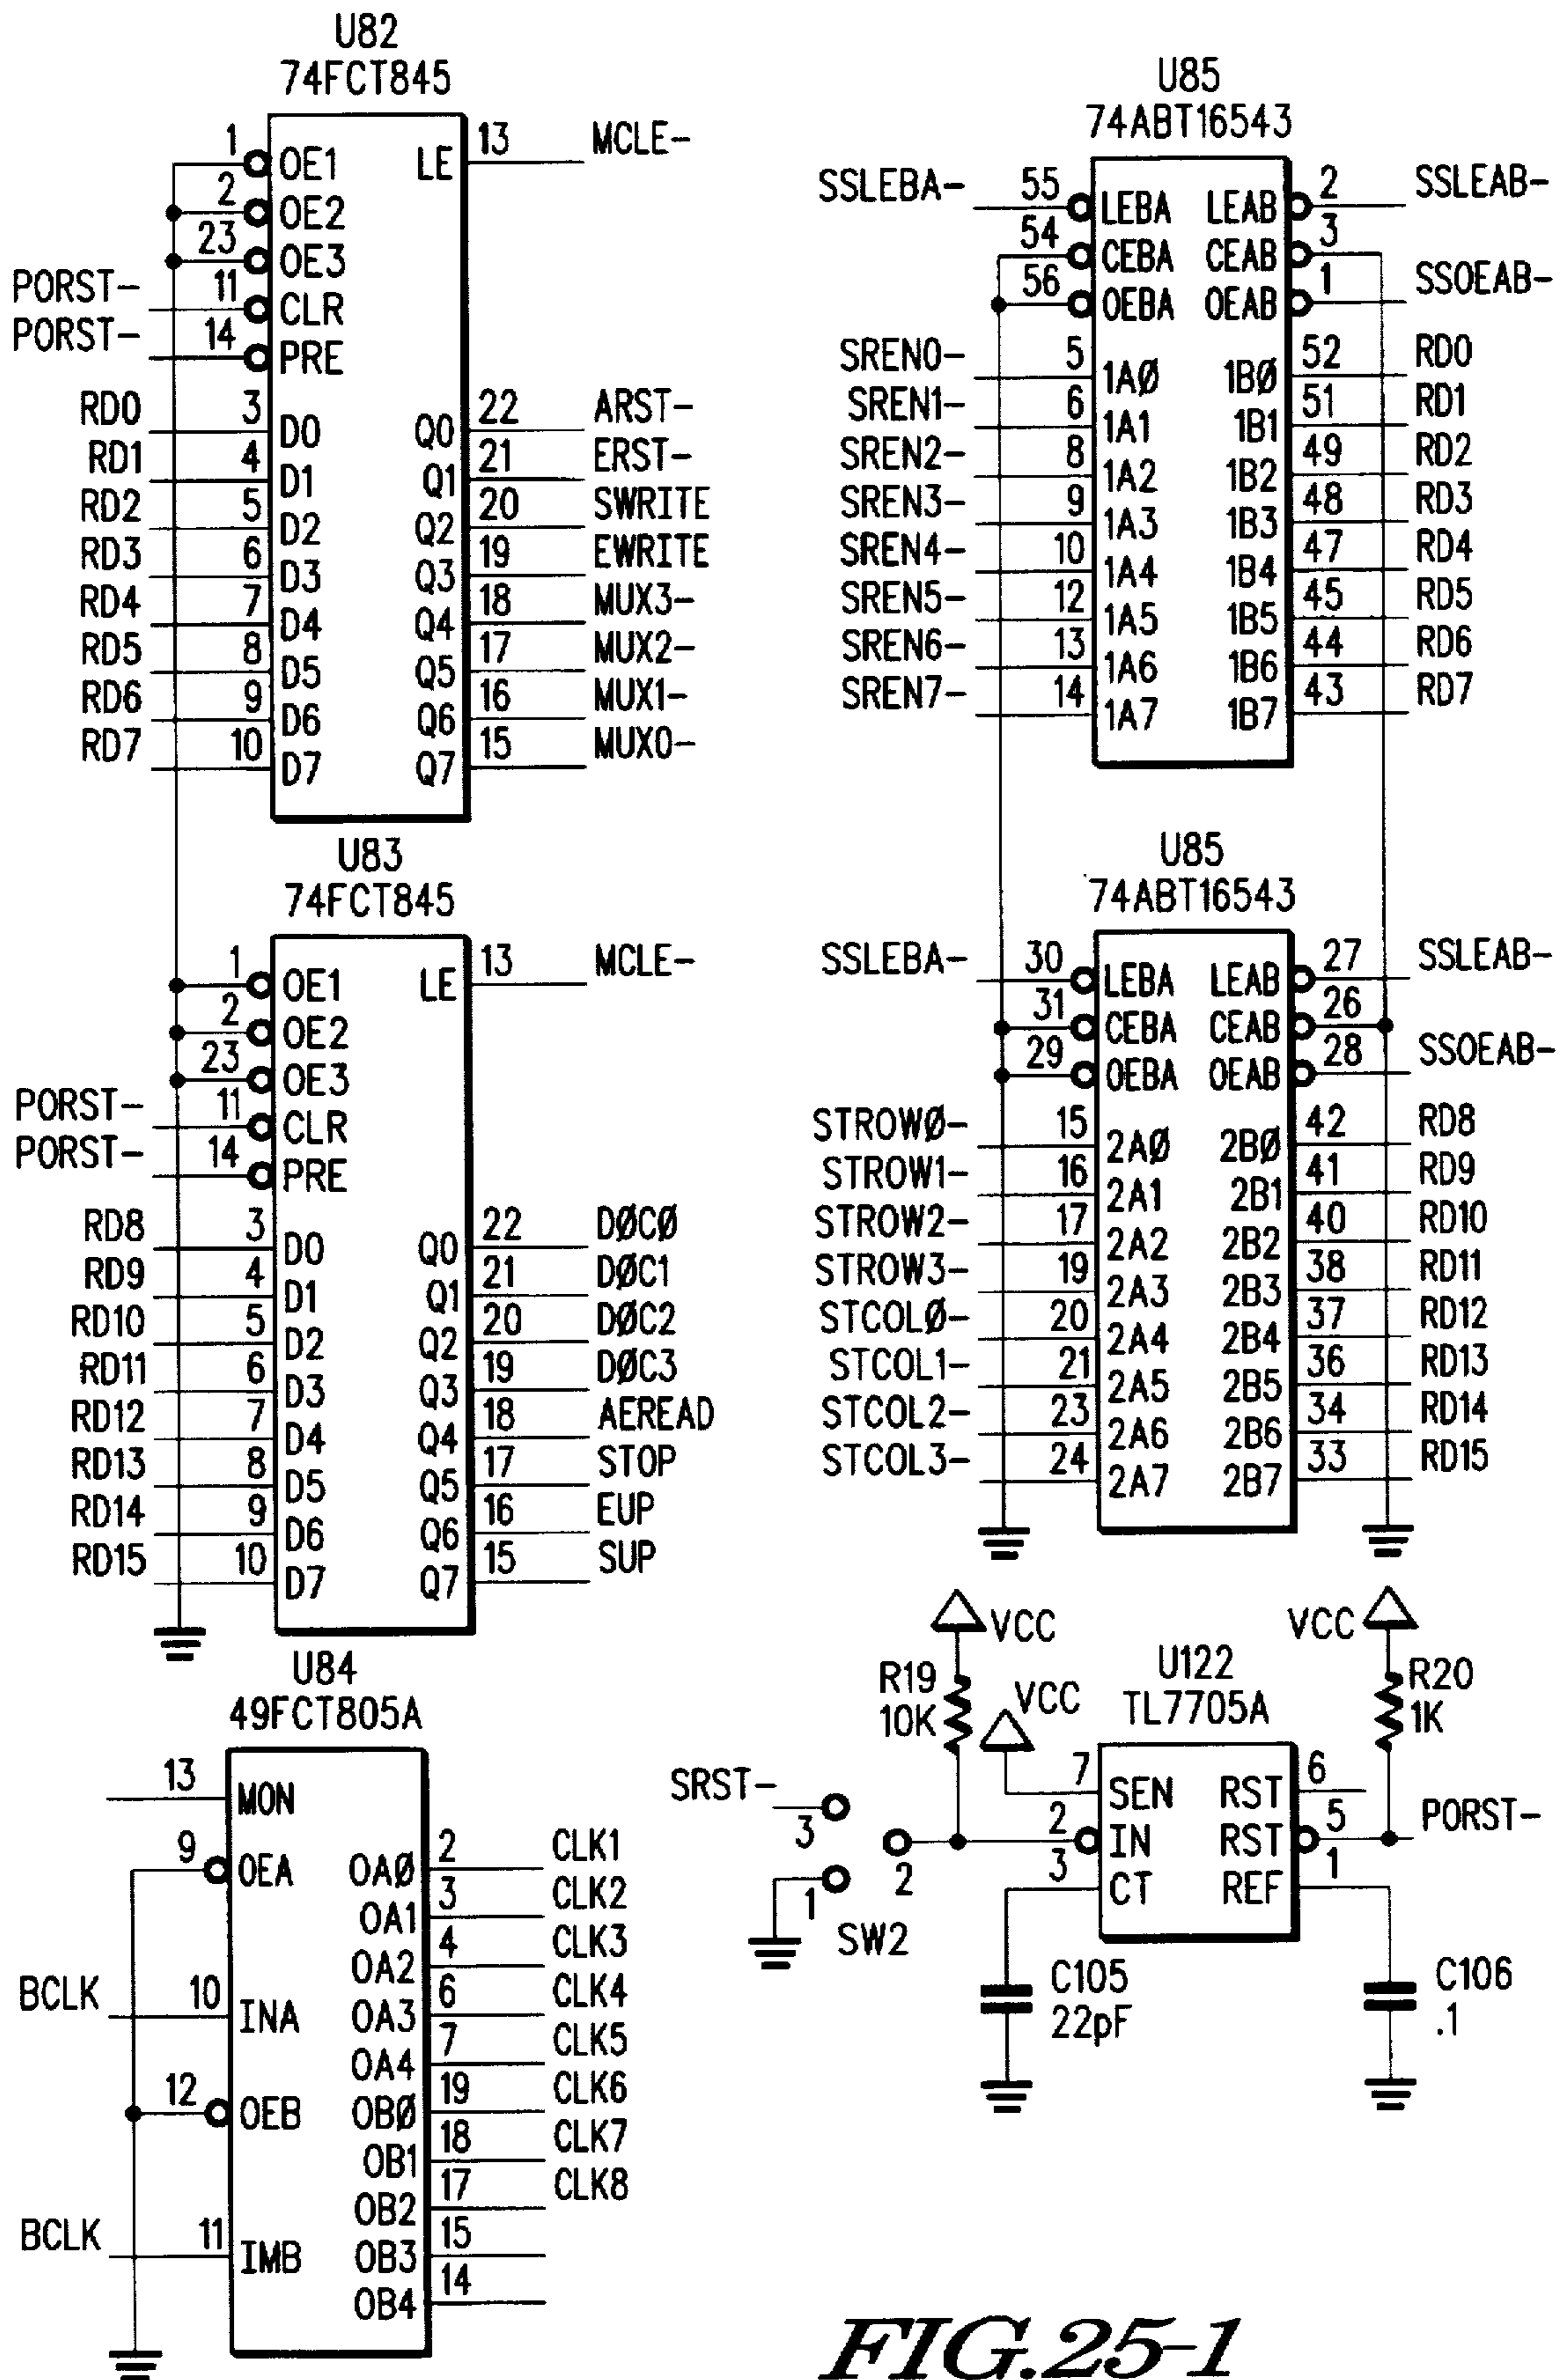 U82
74FCT845
1 OE1 LE 13 MCLE-
2 OE2
23 OE3
PORST- 11 CLR
PORST- 14 PRE
RD0 3 D0 Q0 22 ARST-
RD1 4 D1 Q1 21 ERST-
RD2 5 D2 Q2 20 SWRITE
RD3 6 D3 Q3 19 EWRITE
RD4 7 D4 Q4 18 MUX3-
RD5 8 D5 Q5 17 MUX2-
RD6 9 D6 Q6 16 MUX1-
RD7 10 D7 Q7 15 MUX0-
U83
74FCT845
1 OE1 LE 13 MCLE-
2 OE2
23 OE3
PORST- 11 CLR
PORST- 14 PRE
RD8 3 D0 Q0 22 DØCØ
RD9 4 D1 Q1 21 DØC1
RD10 5 D2 Q2 20 DØC2
RD11 6 D3 Q3 19 DØC3
RD12 7 D4 Q4 18 AEREAD
RD13 8 D5 Q5 17 STOP
RD14 9 D6 Q6 16 EUP
RD15 10 D7 Q7 15 SUP
U84
49FCT805A
13 MON
9 OEA OAØ 2 CLK1
OA1 3 CLK2
OA2 4 CLK3
BCLK 10 INA OA3 6 CLK4
OA4 7 CLK5
12 OEB OBØ 19 CLK6
OB1 18 CLK7
OB2 17 CLK8
BCLK 11 IMB OB3 15
OB4 14
U85
74ABT16543
SSLEBA- 55 LEBA LEAB 2 SSLEAB-
54 CEBA CEAB 3
56 OEBA OEAB 1 SSOEAB-
SREN0- 5 1AØ 1BØ 52 RD0
SREN1- 6 1A1 1B1 51 RD1
SREN2- 8 1A2 1B2 49 RD2
SREN3- 9 1A3 1B3 48 RD3
SREN4- 10 1A4 1B4 47 RD4
SREN5- 12 1A5 1B5 45 RD5
SREN6- 13 1A6 1B6 44 RD6
SREN7- 14 1A7 1B7 43 RD7
U85
74ABT16543
SSLEBA- 30 LEBA LEAB 27 SSLEAB-
31 CEBA CEAB 26
29 OEBA OEAB 28 SSOEAB-
STROWØ- 15 2AØ 2BØ 42 RD8
STROW1- 16 2A1 2B1 41 RD9
STROW2- 17 2A2 2B2 40 RD10
STROW3- 19 2A3 2B3 38 RD11
STCOLØ- 20 2A4 2B4 37 RD12
STCOL1- 21 2A5 2B5 36 RD13
STCOL2- 23 2A6 2B6 34 RD14
STCOL3- 24 2A7 2B7 33 RD15
VCC VCC
R19
10K
VCC
U122
TL7705A
R20
1K
SRST- 3
7 SEN RST 6
2 IN RST 5 PORST-
3 CT REF 1
1 2
SW2
C105
22pF
C106
.1
FIG.25-1